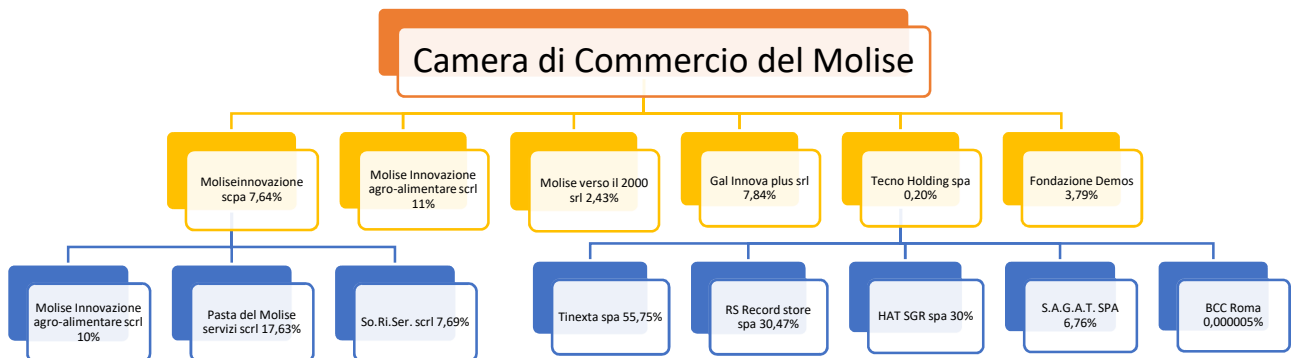 Camera di Commercio del Molise
Moliseinnovazione
scpa 7,64%
Molise Innovazione
agro-alimentare scrl
11%
Molise verso il 2000
srl 2,43%
Gal Innova plus srl
7,84%
Tecno Holding spa
0,20%
Fondazione Demos
3,79%
Molise Innovazione
agro-alimentare scrl
10%
Pasta del Molise
servizi scrl 17,63%
So.Ri.Ser. scrl 7,69%
Tinexta spa 55,75%
RS Record store
spa 30,47%
HAT SGR spa 30%
S.A.G.A.T. SPA
6,76%
BCC Roma
0,000005%